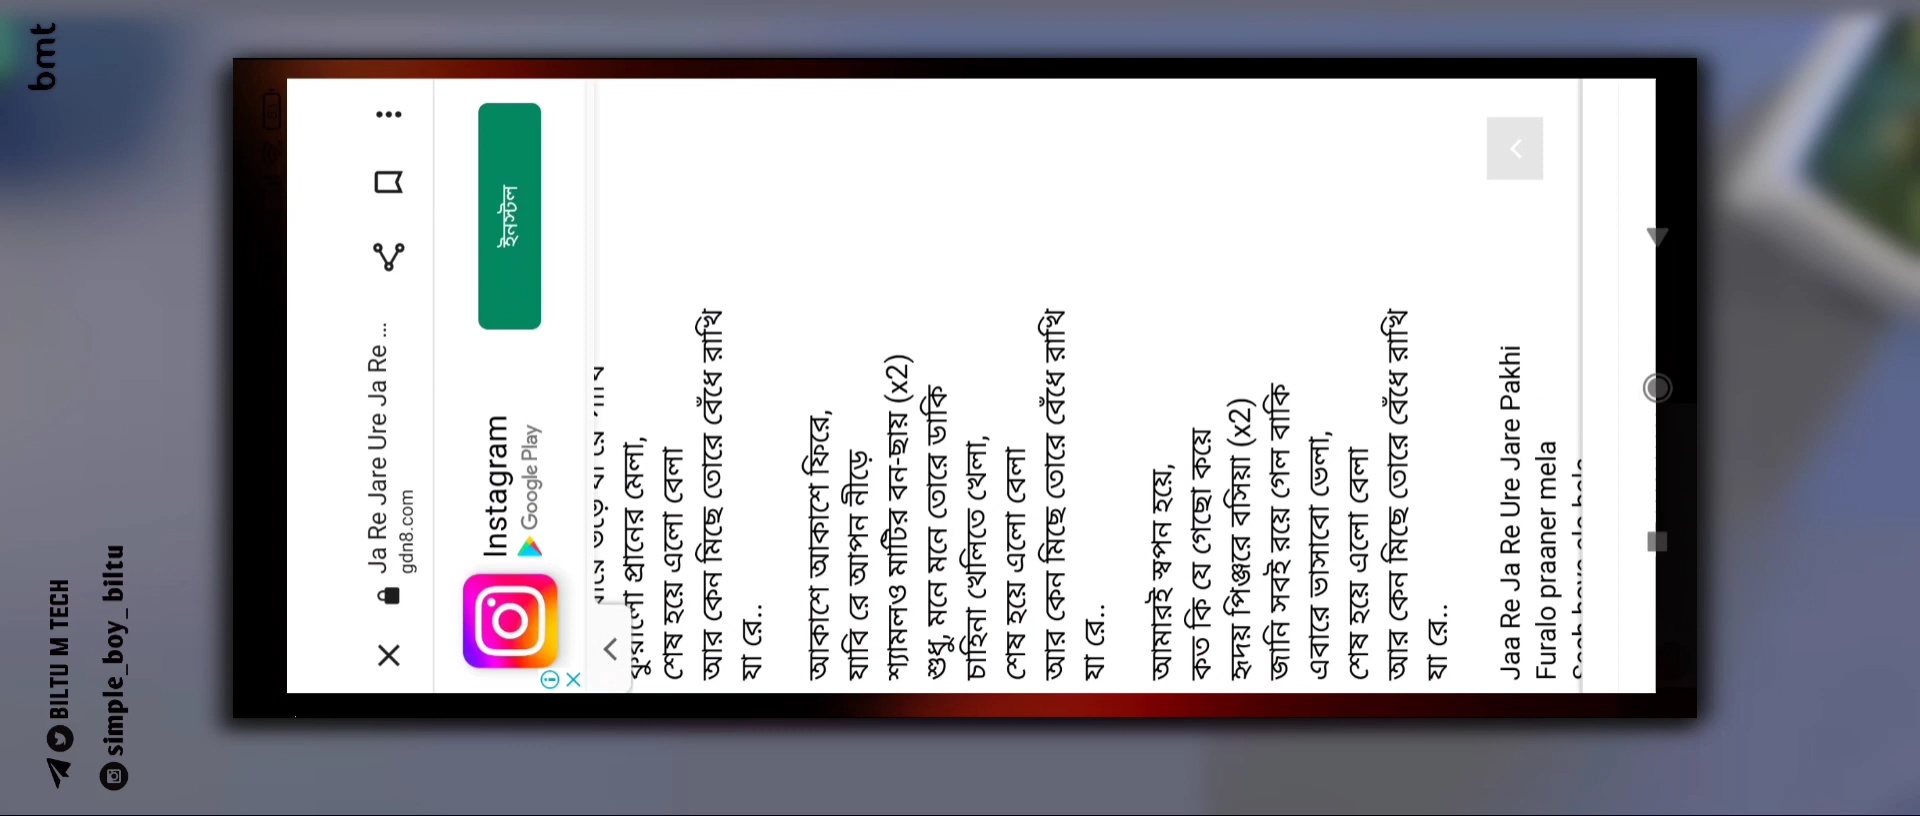 bmt
BILTU M TECH
simple_boy_ biltu
Ja Re Jare Ure Ja Re ...
gdn8.com
Instagram
Google Play
ইনস্টল
ফুরালো প্রানের মেলা,
শেষ হয়ে এলো বেলা
আর কেন মিছে তোরে বেঁধে রাখি
যা রে..
আকাশে আকাশে ফিরে,
যাবি রে আপন নীড়ে
শ্যামলও মাটির বন-ছায় (x2)
শুধু, মনে মনে তোরে ডাকি
চাহিনা খেলিতে খেলা,
শেষ হয়ে এলো বেলা
আর কেন মিছে তোরে বেঁধে রাখি
যা রে..
আমারই স্বপন হয়ে,
কত কি যে গেছো কয়ে
হৃদয় পিঞ্জরে বসিয়া (x2)
জানি সবই রয়ে গেল বাকি
এবারে ভাসাবো ভেলা,
শেষ হয়ে এলো বেলা
আর কেন মিছে তোরে বেঁধে রাখি
যা রে..
Jaa Re Ja Re Ure Jare Pakhi
Furalo praaner mela